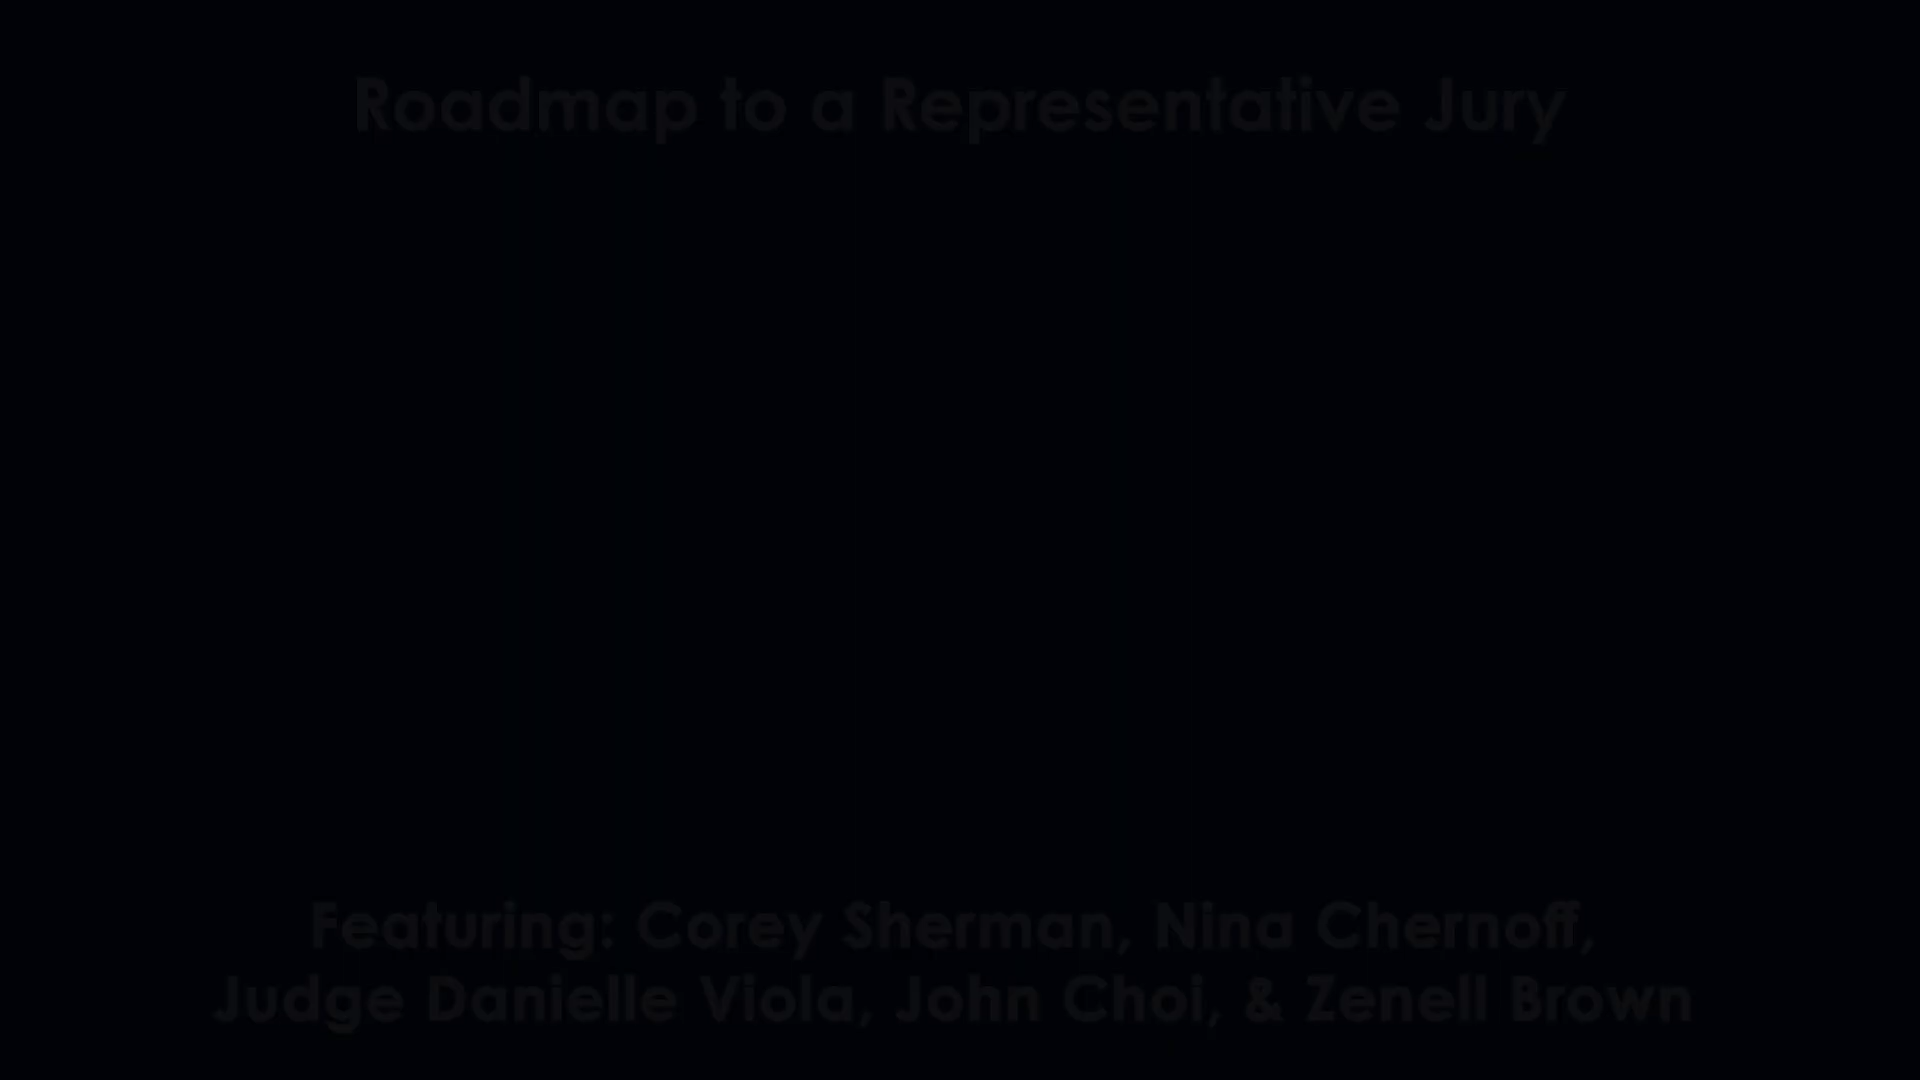 Roadmap to a Representative Jury
Featuring: Corey Sherman, Nina Chernoff,
Judge Danielle Viola, John Choi, & Zenell Brown